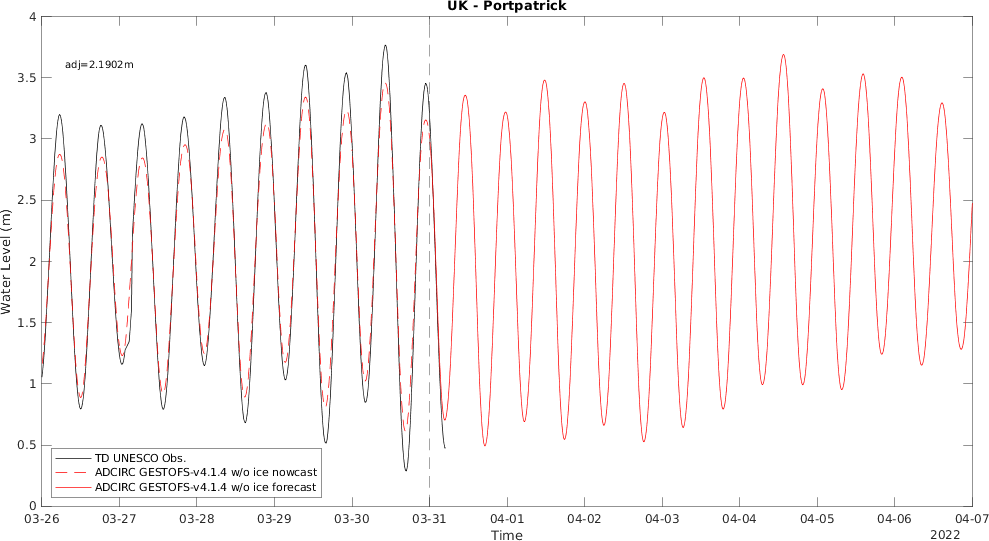 UK - Portpatrick
adj=2.1902m
Water Level (m)
4
3.5
3
2.5
2
1.5
1
0.5
0
TD UNESCO Obs.
ADCIRC GESTOFS-v4.1.4 w/o ice nowcast
ADCIRC GESTOFS-v4.1.4 w/o ice forecast
03-26 03-27 03-28 03-29 03-30 03-31 04-01 04-02 04-03 04-04 04-05 04-06 04-07
Time
2022